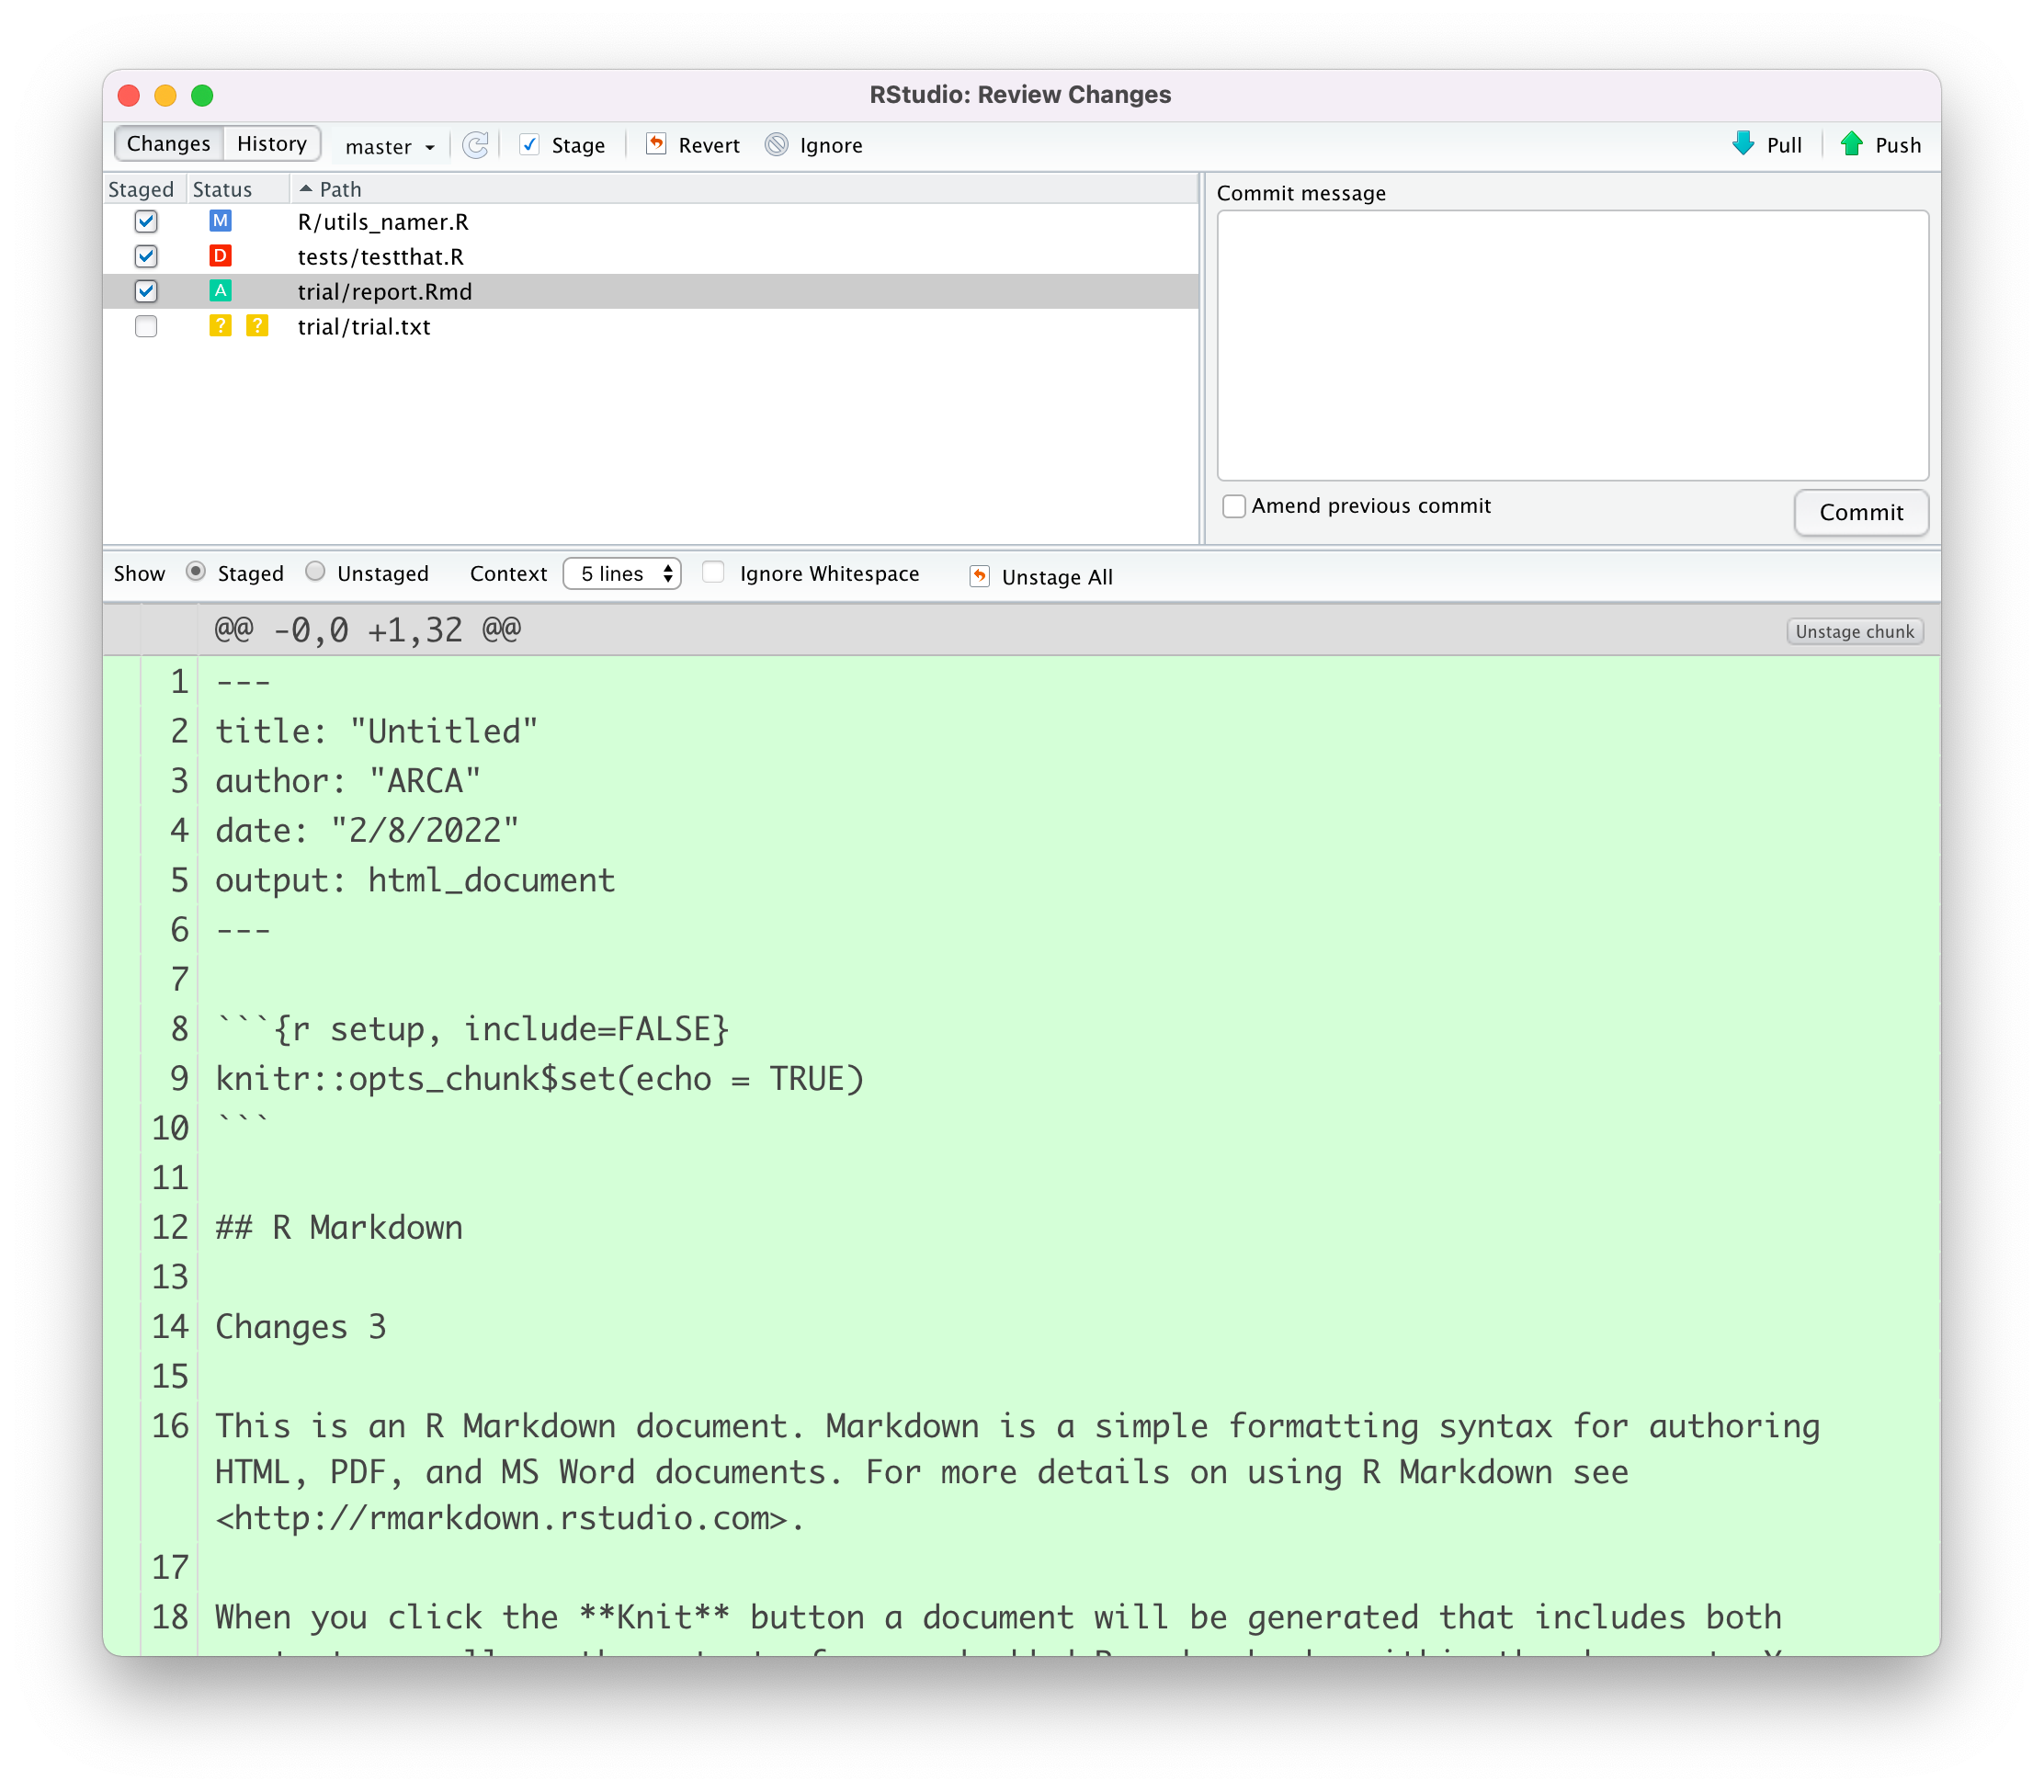 RStudio: Review Changes
Changes History master Stage Revert Ignore Pull Push
Staged Status Path
M R/utils_namer.R
D tests/testthat.R
A trial/report.Rmd
? ? trial/trial.txt
Commit message
Amend previous commit
Commit
Show Staged Unstaged Context 5 lines Ignore Whitespace Unstage All
@@ -0,0 +1,32 @@ Unstage chunk
1 ---
2 title: "Untitled"
3 author: "ARCA"
4 date: "2/8/2022"
5 output: html_document
6 ---
7
8 ```{r setup, include=FALSE}
9 knitr::opts_chunk$set(echo = TRUE)
10 ```
11
12 ## R Markdown
13
14 Changes 3
15
16 This is an R Markdown document. Markdown is a simple formatting syntax for authoring
HTML, PDF, and MS Word documents. For more details on using R Markdown see
<http://rmarkdown.rstudio.com>.
17
18 When you click the **Knit** button a document will be generated that includes both